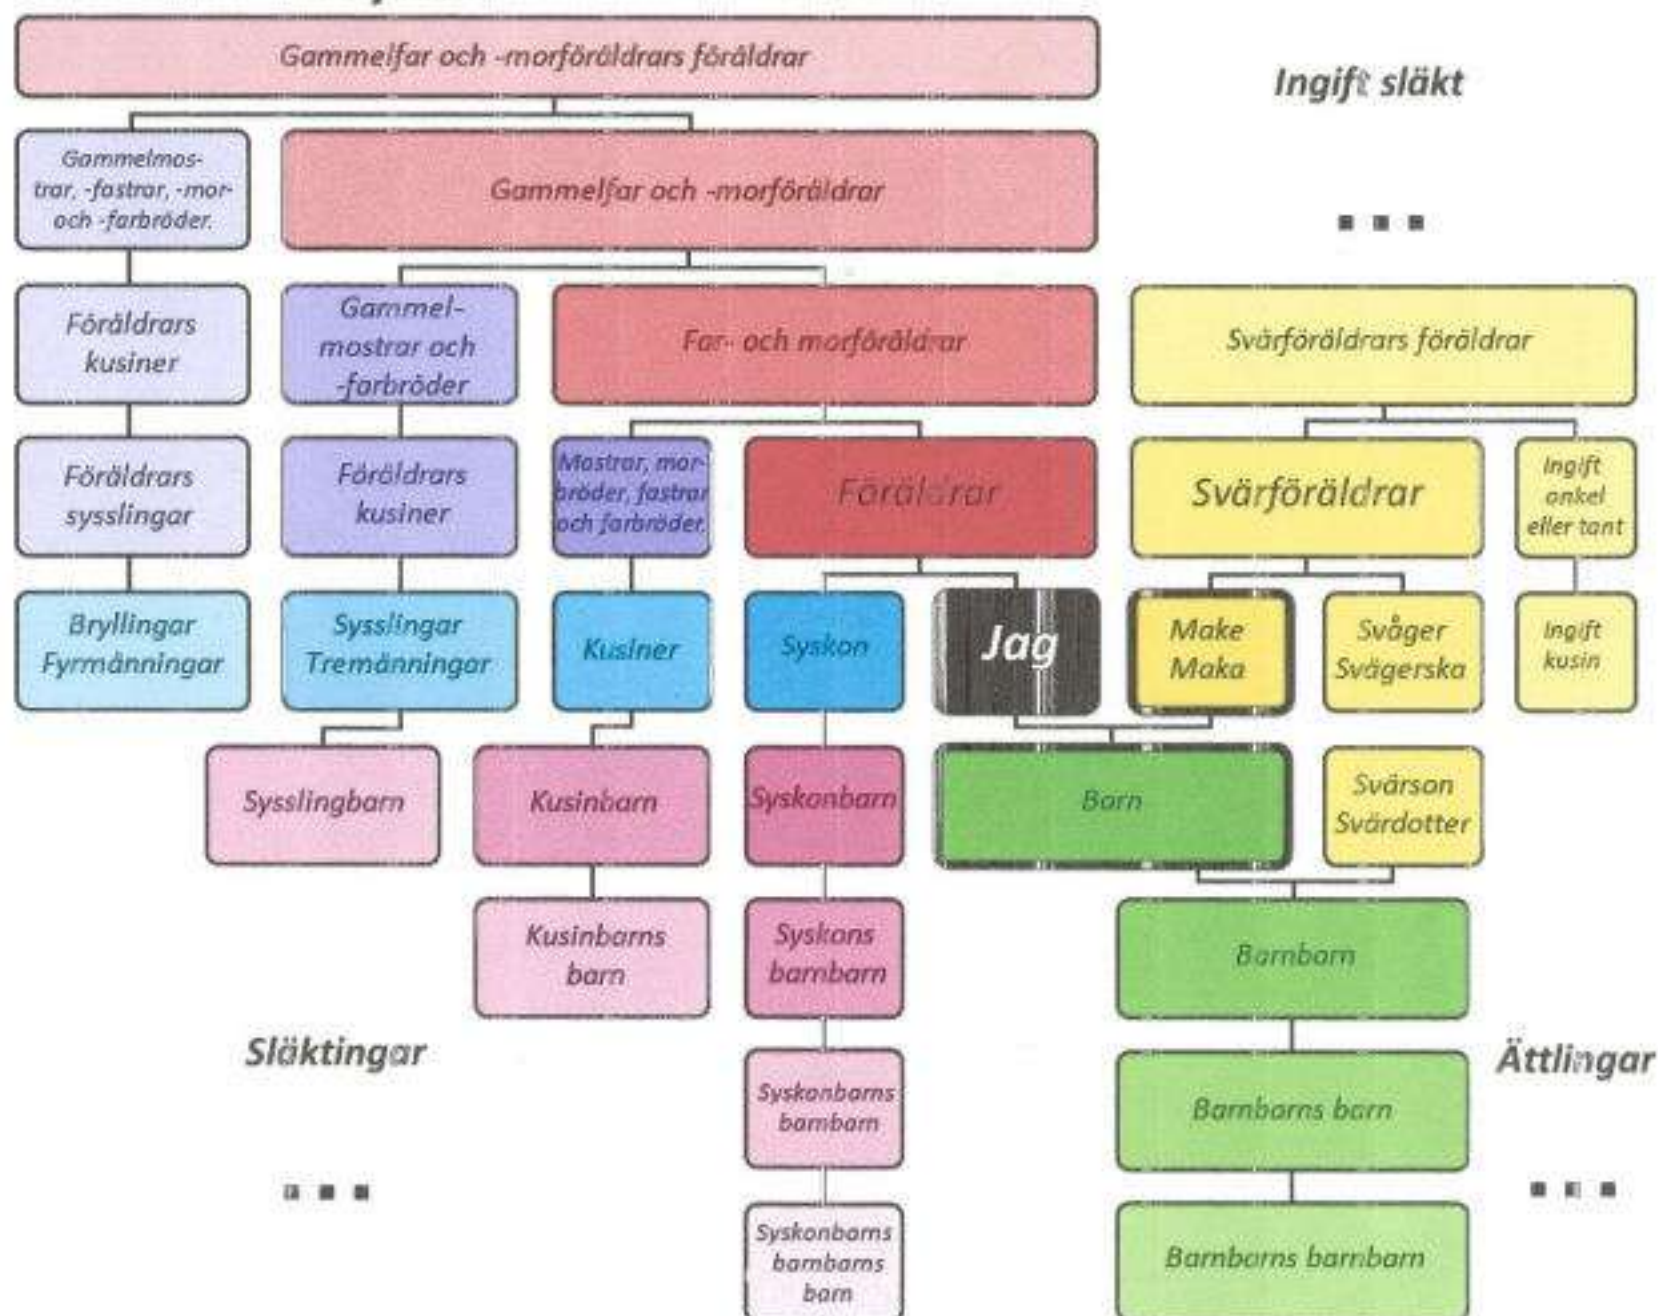 Gammelfar och -morföräldrars föräldrar
Ingift släkt
Gammelmos-
trar, -fastrar, -mor-
och -farbröder.
Gammelfar och -morföräldrar
Föräldrars
kusiner
Gammel-
mostrar och
-farbröder
Far- och morföräldrar
Svärföräldrars föräldrar
Föräldrars
sysslingar
Föräldrars
kusiner
Mostrar, mor-
bröder, fastrar
och farbröder.
Föräldrar
Svärföräldrar
Ingift
onkel
eller tant
Bryllingar
Fyrmänningar
Sysslingar
Tremänningar
Kusiner
Syskon
Jag
Make
Maka
Svåger
Svägerska
Ingift
kusin
Sysslingbarn
Kusinbarn
Syskonbarn
Barn
Svärson
Svärdotter
Kusinbarns
barn
Syskons
barnbarn
Barnbarn
Släktingar
Syskonbarns
barnbarn
Barnbarns barn
Ättlingar
Syskonbarns
barnbarns
barn
Barnbarns barnbarn